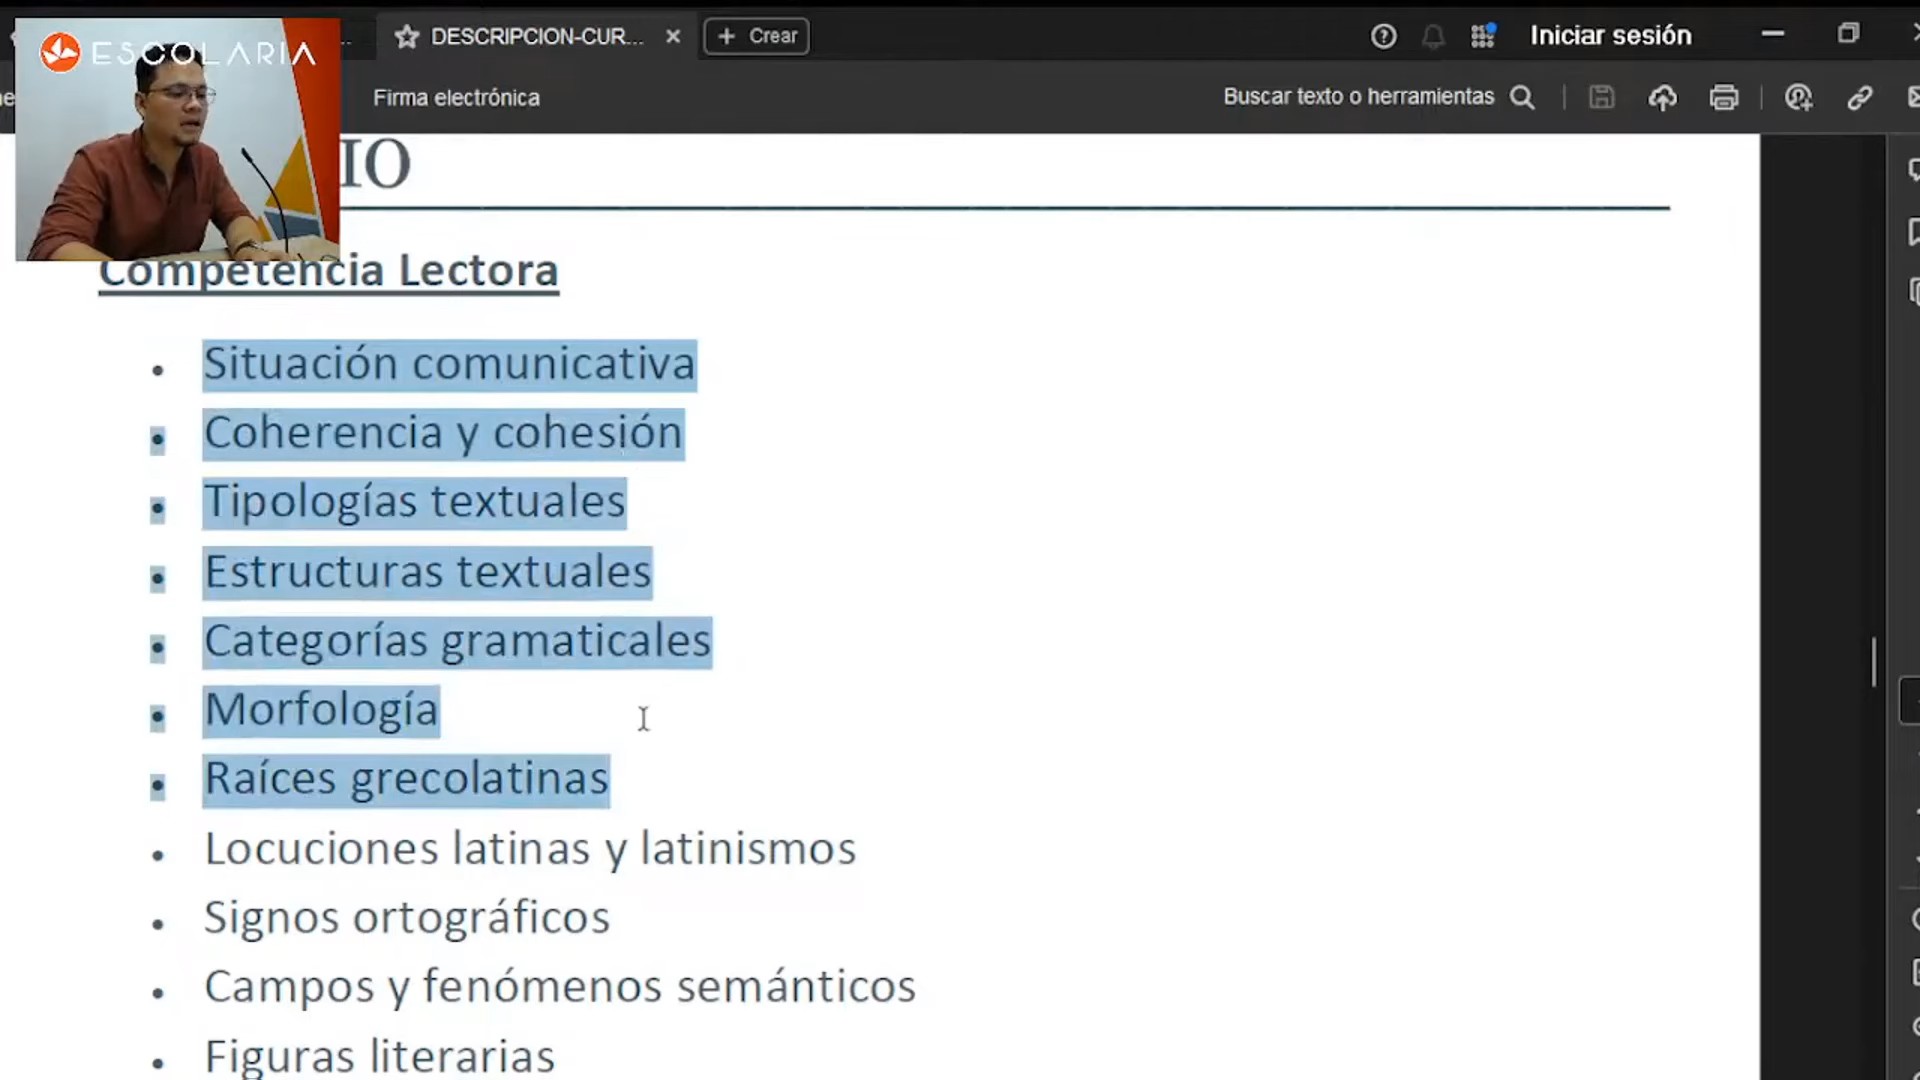 ESCOLARIA
DESCRIPCION-CUR...
Crear
Iniciar sesión
Firma electrónica
Buscar texto o herramientas
IO
Competencia Lectora
• Situación comunicativa
• Coherencia y cohesión
• Tipologías textuales
• Estructuras textuales
• Categorías gramaticales
• Morfología
• Raíces grecolatinas
• Locuciones latinas y latinismos
• Signos ortográficos
• Campos y fenómenos semánticos
• Figuras literarias